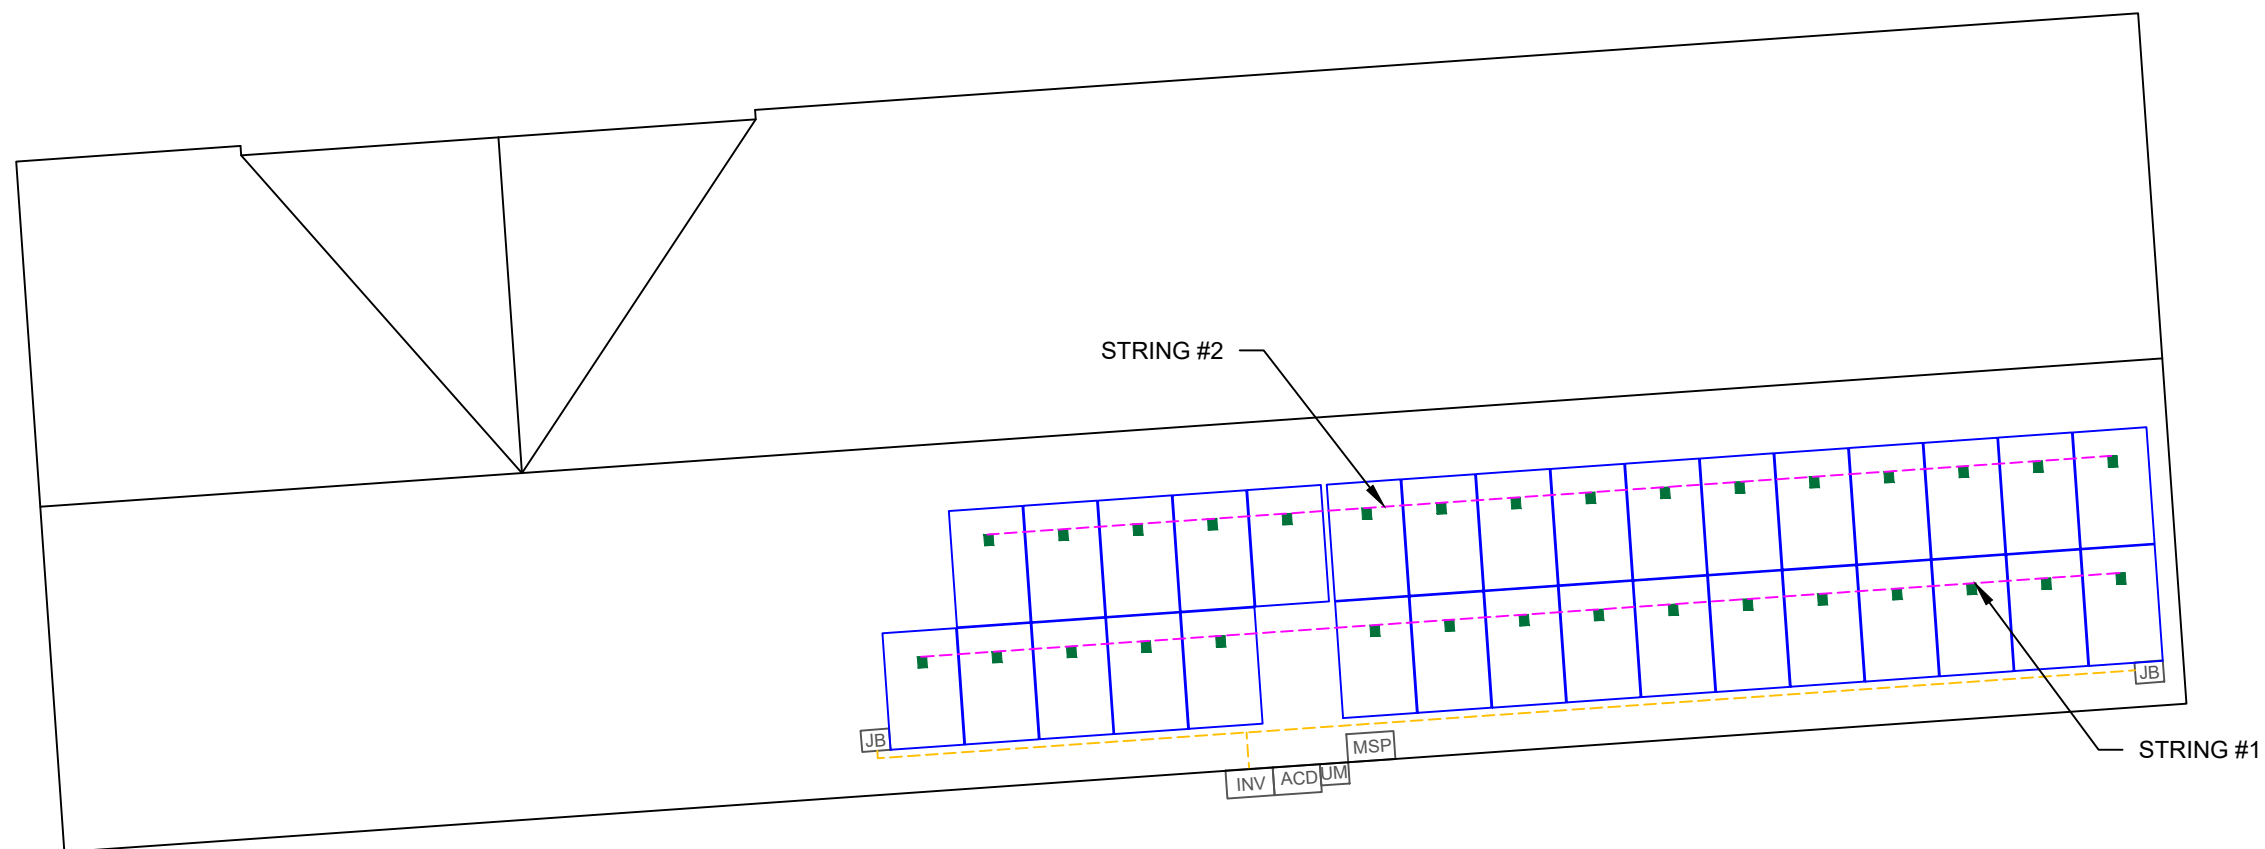 STRING #2
JB
STRING #1
JB
MSP
INV
ACD
UM